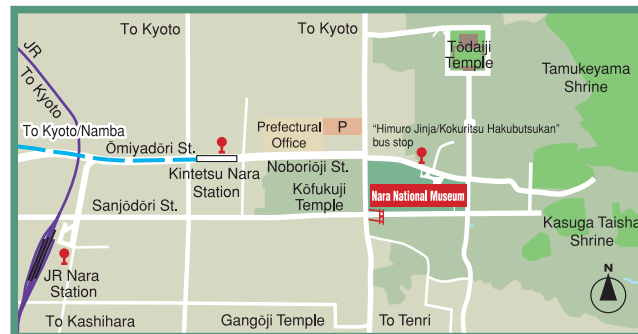 To Kyoto
To Kyoto
JR
To Kyoto
Tōdaiji
Temple
Tamukeyama
Shrine
To Kyoto/Namba
Prefectural
Office
P
“Himuro Jinja/Kokuritsu Hakubutsukan”
bus stop
Ōmiyadōri St.
Kintetsu Nara
Station
Noboriōji St.
Kōfukuji
Temple
Nara National Museum
Sanjōdōri St.
Kasuga Taisha
Shrine
JR Nara
Station
N
To Kashihara
Gangōji Temple
To Tenri